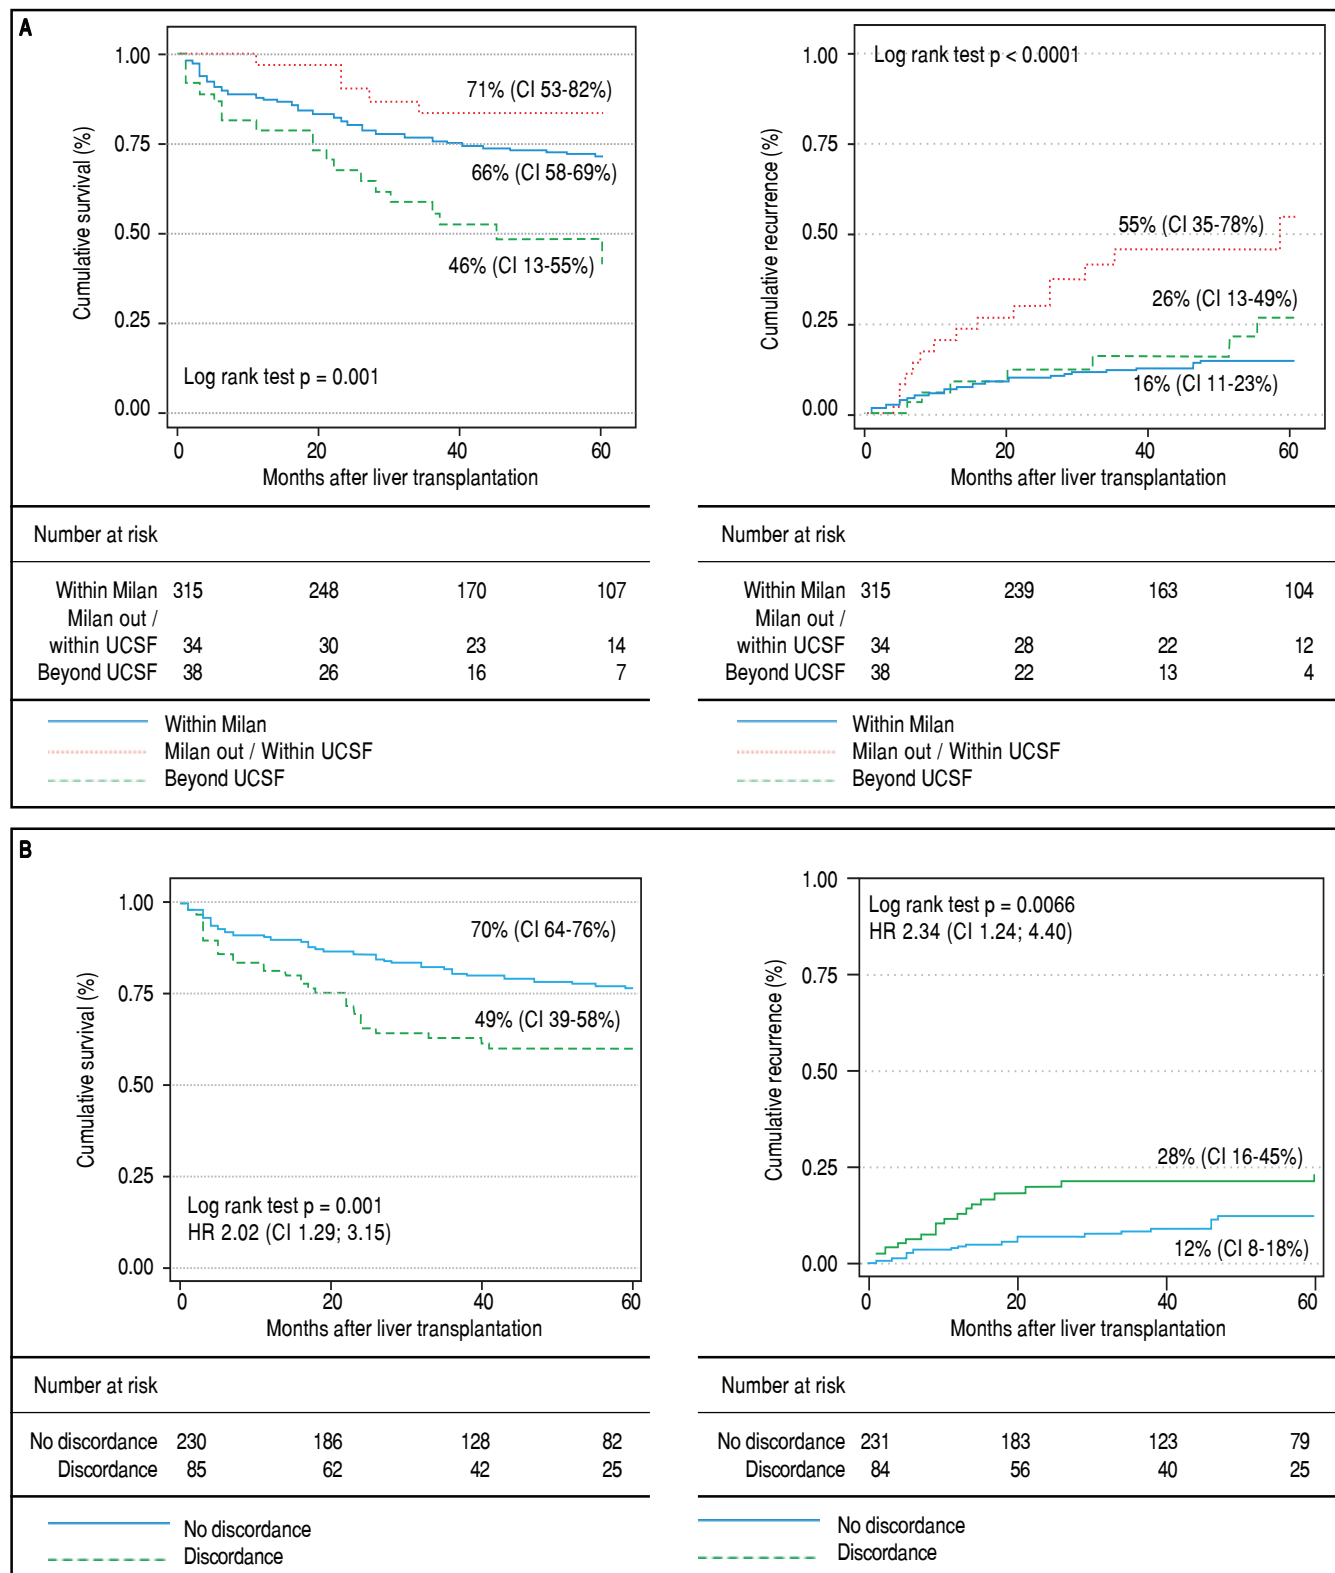 A
1.00
0.75
0.50
0.25
0.00
Cumulative survival (%)
71% (CI 53-82%)
66% (CI 58-69%)
46% (CI 13-55%)
Log rank test p = 0.001
0 20 40 60
Months after liver transplantation
Number at risk
Within Milan 315 248 170 107
Milan out /
within UCSF 34 30 23 14
Beyond UCSF 38 26 16 7
Within Milan
Milan out / Within UCSF
Beyond UCSF
1.00
0.75
0.50
0.25
0.00
Cumulative recurrence (%)
Log rank test p < 0.0001
55% (CI 35-78%)
26% (CI 13-49%)
16% (CI 11-23%)
0 20 40 60
Months after liver transplantation
Number at risk
Within Milan 315 239 163 104
Milan out /
within UCSF 34 28 22 12
Beyond UCSF 38 22 13 4
Within Milan
Milan out / Within UCSF
Beyond UCSF
B
1.00
0.75
0.50
0.25
0.00
Cumulative survival (%)
70% (CI 64-76%)
49% (CI 39-58%)
Log rank test p = 0.001
HR 2.02 (CI 1.29; 3.15)
0 20 40 60
Months after liver transplantation
Number at risk
No discordance 230 186 128 82
Discordance 85 62 42 25
No discordance
Discordance
1.00
0.75
0.50
0.25
0.00
Cumulative recurrence (%)
Log rank test p = 0.0066
HR 2.34 (CI 1.24; 4.40)
28% (CI 16-45%)
12% (CI 8-18%)
0 20 40 60
Months after liver transplantation
Number at risk
No discordance 231 183 123 79
Discordance 84 56 40 25
No discordance
Discordance